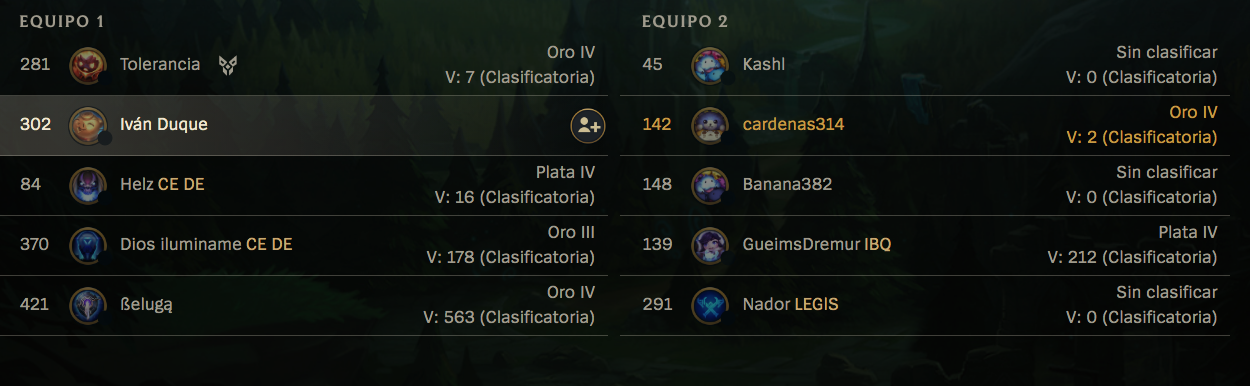 EQUIPO 1
281 Tolerancia Oro IV
V: 7 (Clasificatoria)
302 Iván Duque
84 Helz CE DE Plata IV
V: 16 (Clasificatoria)
370 Dios iluminame CE DE Oro III
V: 178 (Clasificatoria)
421 ßelugą Oro IV
V: 563 (Clasificatoria)
EQUIPO 2
45 Kashl Sin clasificar
V: 0 (Clasificatoria)
142 cardenas314 Oro IV
V: 2 (Clasificatoria)
148 Banana382 Sin clasificar
V: 0 (Clasificatoria)
139 GueimsDremur IBQ Plata IV
V: 212 (Clasificatoria)
291 Nador LEGIS Sin clasificar
V: 0 (Clasificatoria)